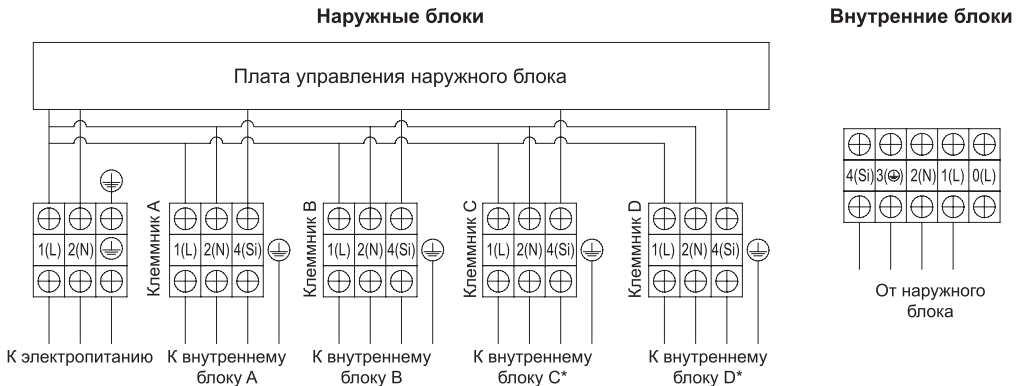 Наружные блоки
Внутренние блоки
Плата управления наружного блока
Клеммник A
Клеммник B
Клеммник C
Клеммник D
1(L) 2(N)
1(L) 2(N) 4(Si)
1(L) 2(N) 4(Si)
1(L) 2(N) 4(Si)
1(L) 2(N) 4(Si)
4(Si) 3(⏚) 2(N) 1(L) 0(L)
К электропитанию
К внутреннему
блоку A
К внутреннему
блоку B
К внутреннему
блоку C*
К внутреннему
блоку D*
От наружного
блока